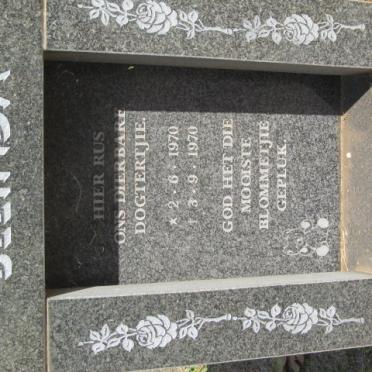 HIER RUS
ONS DIERBARE
DOGTERTJIE.
★ 2 - 6 - 1970
† 3 - 9 - 1970
GOD HET DIE
MOOISTE
BLOMMETJIE
GEPLUK.